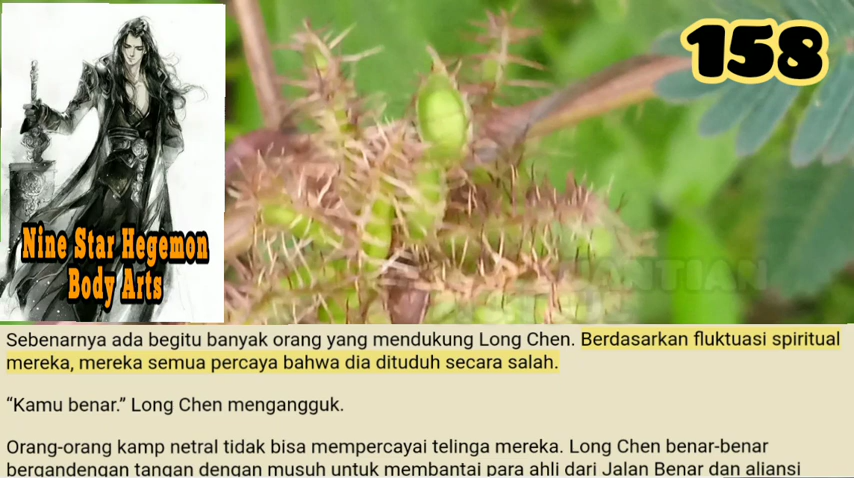 158
Nine Star Hegemon
Body Arts
Sebenarnya ada begitu banyak orang yang mendukung Long Chen. Berdasarkan fluktuasi spiritual
mereka, mereka semua percaya bahwa dia dituduh secara salah.
“Kamu benar.” Long Chen mengangguk.
Orang-orang kamp netral tidak bisa mempercayai telinga mereka. Long Chen benar-benar
bergandengan tangan dengan musuh untuk membantai para ahli dari Jalan Benar dan aliansi